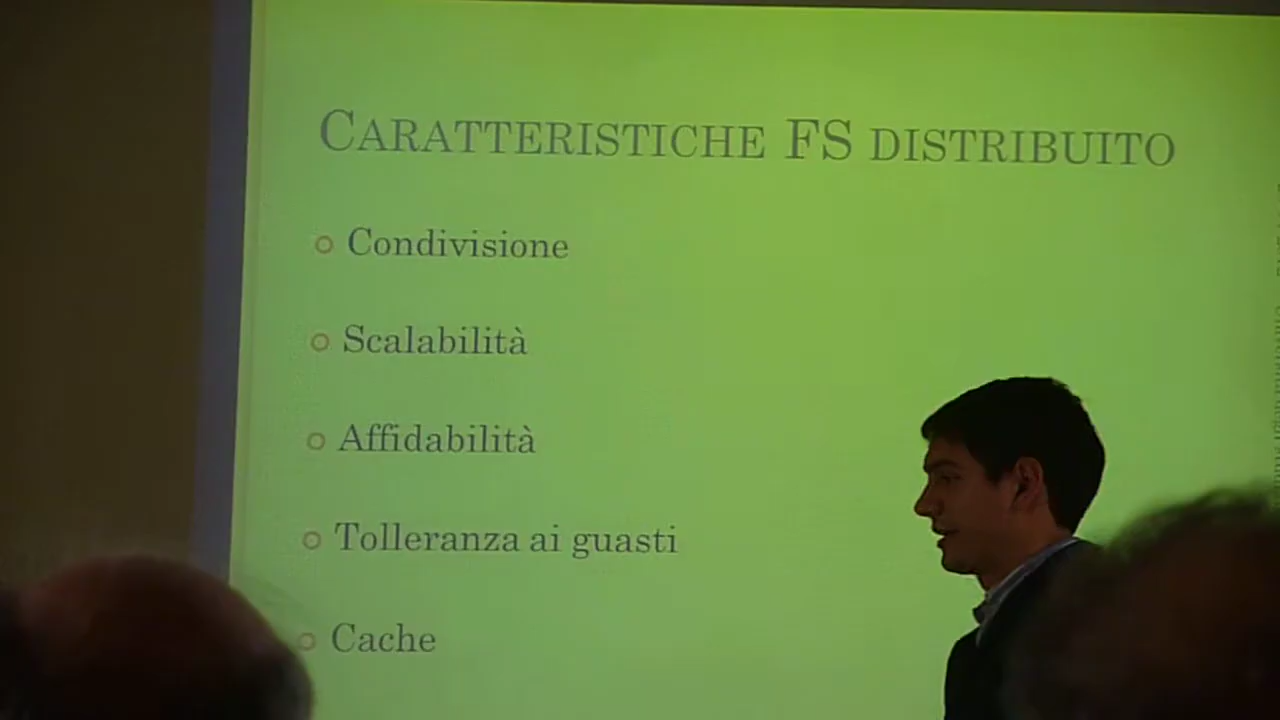 CARATTERISTICHE FS DISTRIBUITO
Condivisione
Scalabilità
Affidabilità
Tolleranza ai guasti
Cache